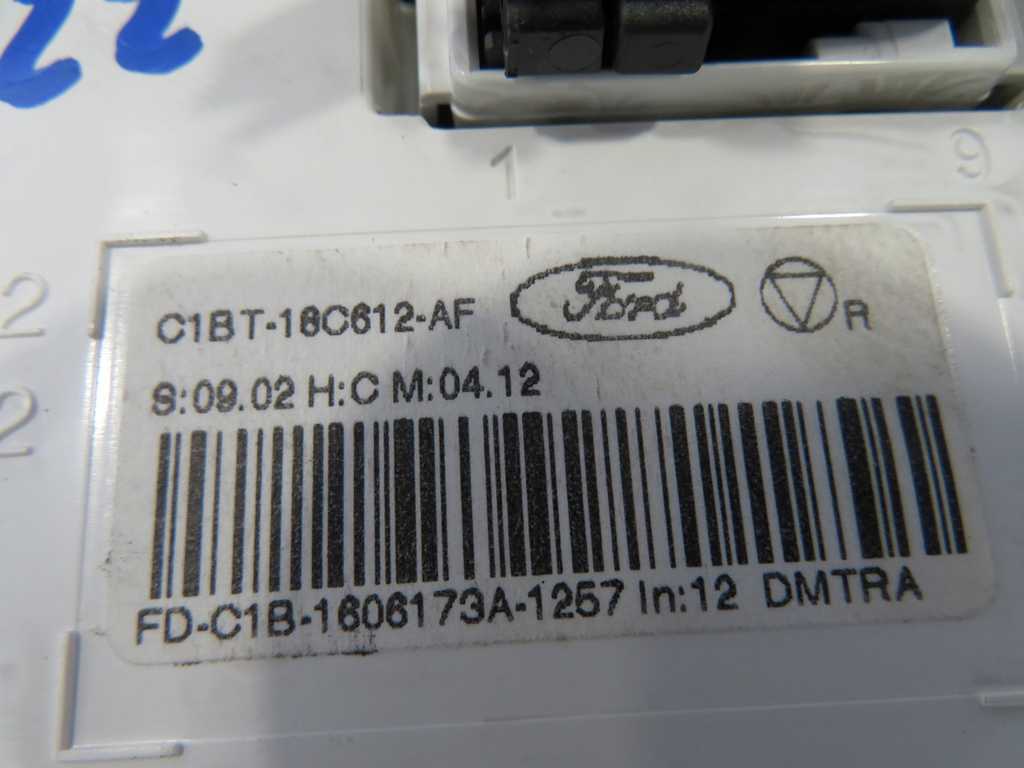 22
1 9
2
2
C1BT-18C612-AF Ford R
S:09.02 H:C M:04.12
FD-C1B-1606173A-1257 In:12 DMTRA